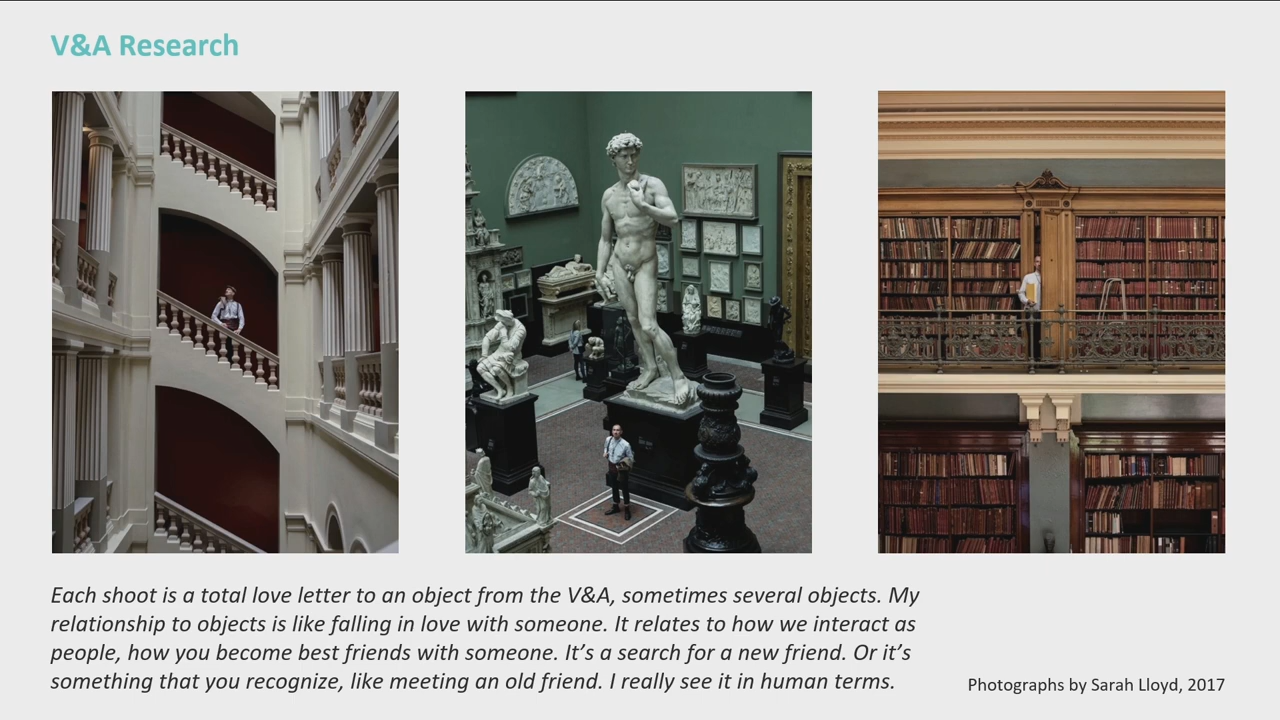 V&A Research
Each shoot is a total love letter to an object from the V&A, sometimes several objects. My
relationship to objects is like falling in love with someone. It relates to how we interact as
people, how you become best friends with someone. It’s a search for a new friend. Or it’s
something that you recognize, like meeting an old friend. I really see it in human terms.
Photographs by Sarah Lloyd, 2017